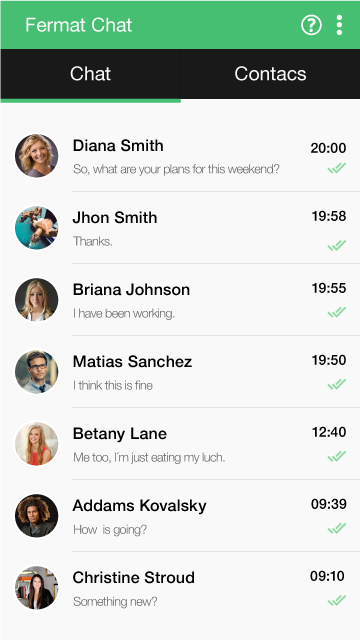 Fermat Chat
Chat Contacs
Diana Smith 20:00
So, what are your plans for this weekend?
Jhon Smith 19:58
Thanks.
Briana Johnson 19:55
I have been working.
Matias Sanchez 19:50
I think this is fine
Betany Lane 12:40
Me too, I´m just eating my luch.
Addams Kovalsky 09:39
How is going?
Christine Stroud 09:10
Something new?